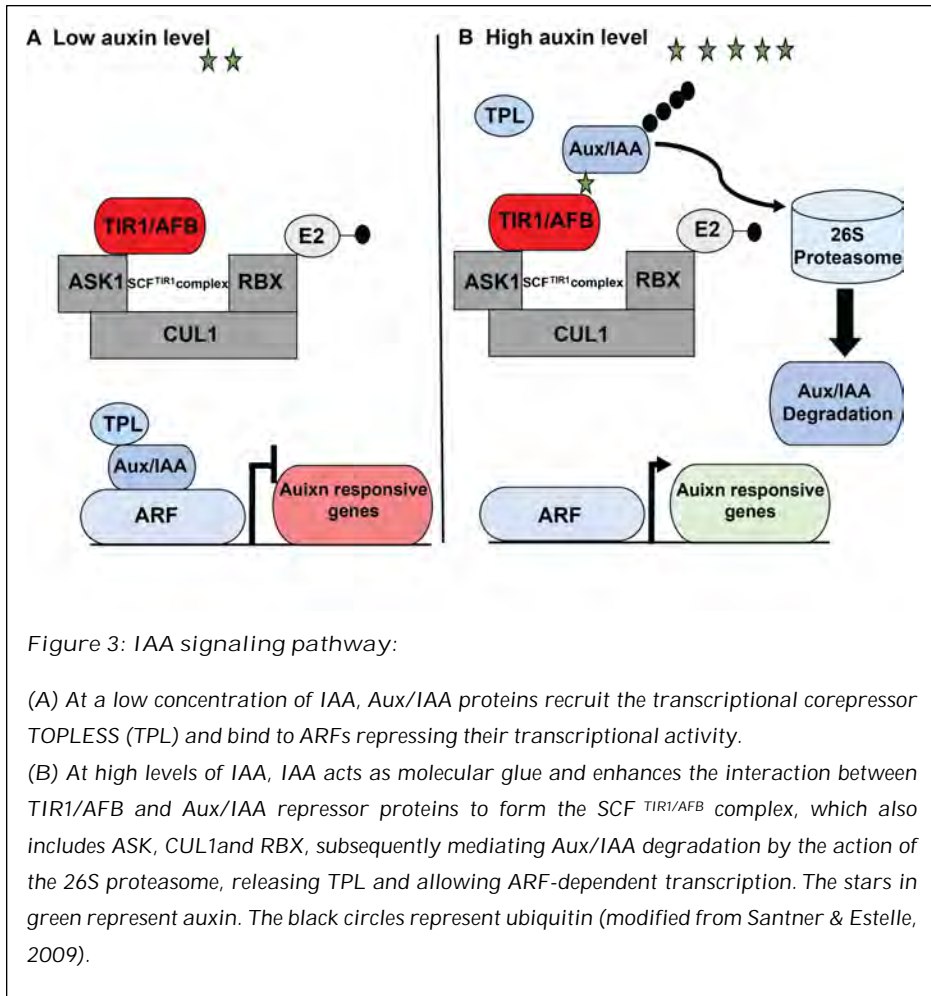 A Low auxin level
TIR1/AFB
E2
ASK1
SCFTIR1complex
RBX
CUL1
TPL
Aux/IAA
ARF
Auixn responsive
genes
B High auxin level
TPL
Aux/IAA
TIR1/AFB
E2
ASK1
SCFTIR1complex
RBX
CUL1
26S
Proteasome
Aux/IAA
Degradation
ARF
Auixn responsive
genes
Figure 3: IAA signaling pathway:
(A) At a low concentration of IAA, Aux/IAA proteins recruit the transcriptional corepressor
TOPLESS (TPL) and bind to ARFs repressing their transcriptional activity.
(B) At high levels of IAA, IAA acts as molecular glue and enhances the interaction between
TIR1/AFB and Aux/IAA repressor proteins to form the SCF TIR1/AFB complex, which also
includes ASK, CUL1and RBX, subsequently mediating Aux/IAA degradation by the action of
the 26S proteasome, releasing TPL and allowing ARF-dependent transcription. The stars in
green represent auxin. The black circles represent ubiquitin (modified from Santner & Estelle,
2009).